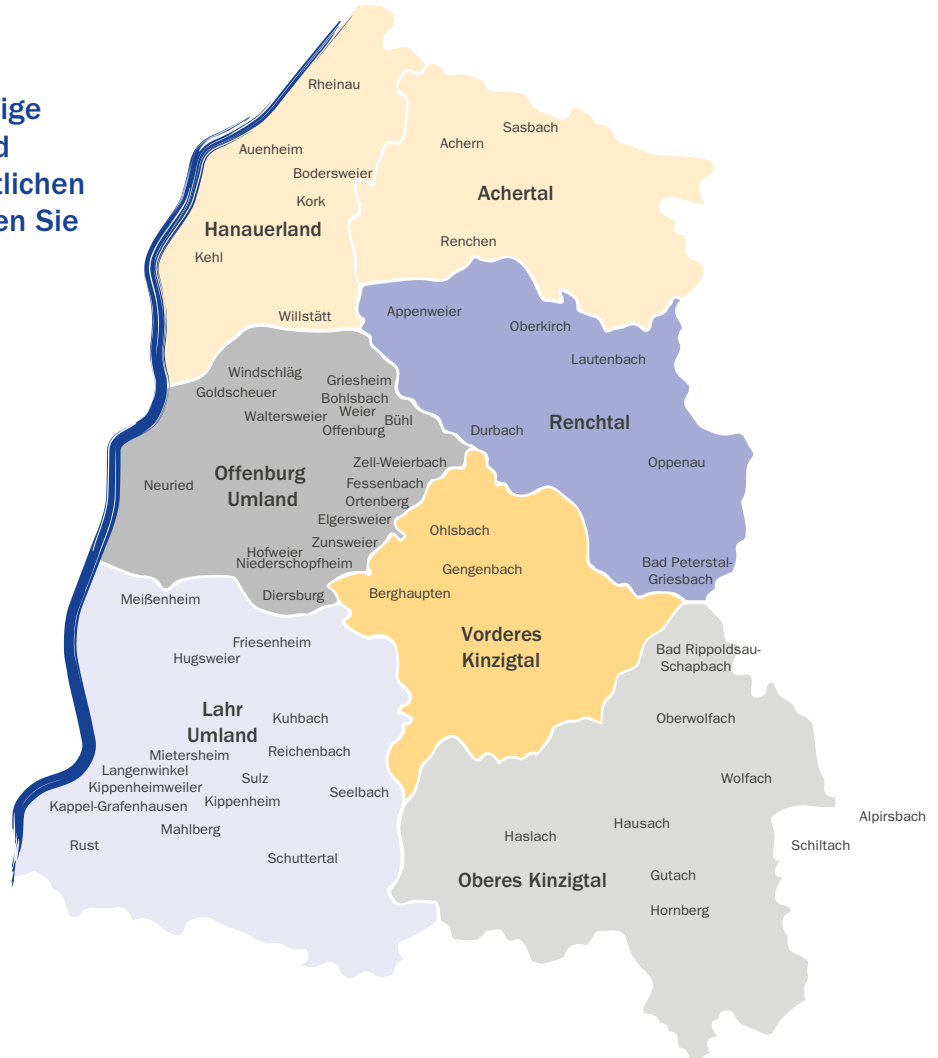 ige
d
tlichen
en Sie
Rheinau
Auenheim
Bodersweier
Kork
Hanauerland
Kehl
Willstätt
Sasbach
Achern
Achertal
Renchen
Appenweier
Oberkirch
Lautenbach
Renchtal
Durbach
Oppenau
Bad Peterstal-
Griesbach
Windschläg
Griesheim
Goldscheuer
Bohlsbach
Weier
Waltersweier
Bühl
Offenburg
Zell-Weierbach
Offenburg
Umland
Neuried
Fessenbach
Ortenberg
Elgersweier
Zunsweier
Hofweier
Niederschopfheim
Diersburg
Ohlsbach
Gengenbach
Berghaupten
Vorderes
Kinzigtal
Meißenheim
Friesenheim
Hugsweier
Lahr
Umland
Kuhbach
Reichenbach
Mietersheim
Langenwinkel
Sulz
Kippenheimweiler
Seelbach
Kippenheim
Kappel-Grafenhausen
Mahlberg
Rust
Schuttertal
Bad Rippoldsau-
Schapbach
Oberwolfach
Wolfach
Alpirsbach
Hausach
Haslach
Schiltach
Gutach
Oberes Kinzigtal
Hornberg